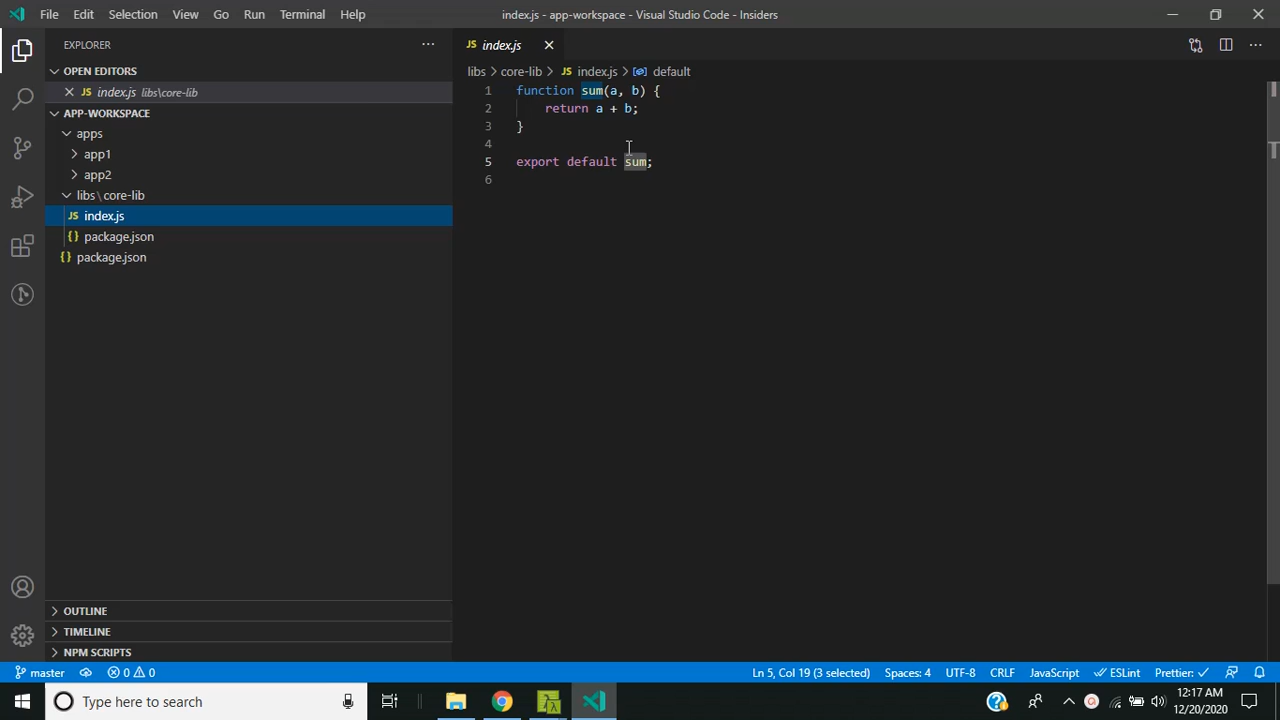 File Edit Selection View Go Run Terminal Help
index.js - app-workspace - Visual Studio Code - Insiders
EXPLORER
OPEN EDITORS
JS index.js libs\core-lib
APP-WORKSPACE
apps
app1
app2
libs\core-lib
JS index.js
{} package.json
{} package.json
OUTLINE
TIMELINE
NPM SCRIPTS
JS index.js
libs > core-lib > JS index.js > default
1 function sum(a, b) {
2 return a + b;
3 }
4
5 export default sum;
6
master 0 0 Ln 5, Col 19 (3 selected) Spaces: 4 UTF-8 CRLF JavaScript ESLint Prettier:
Type here to search
12:17 AM
12/20/2020